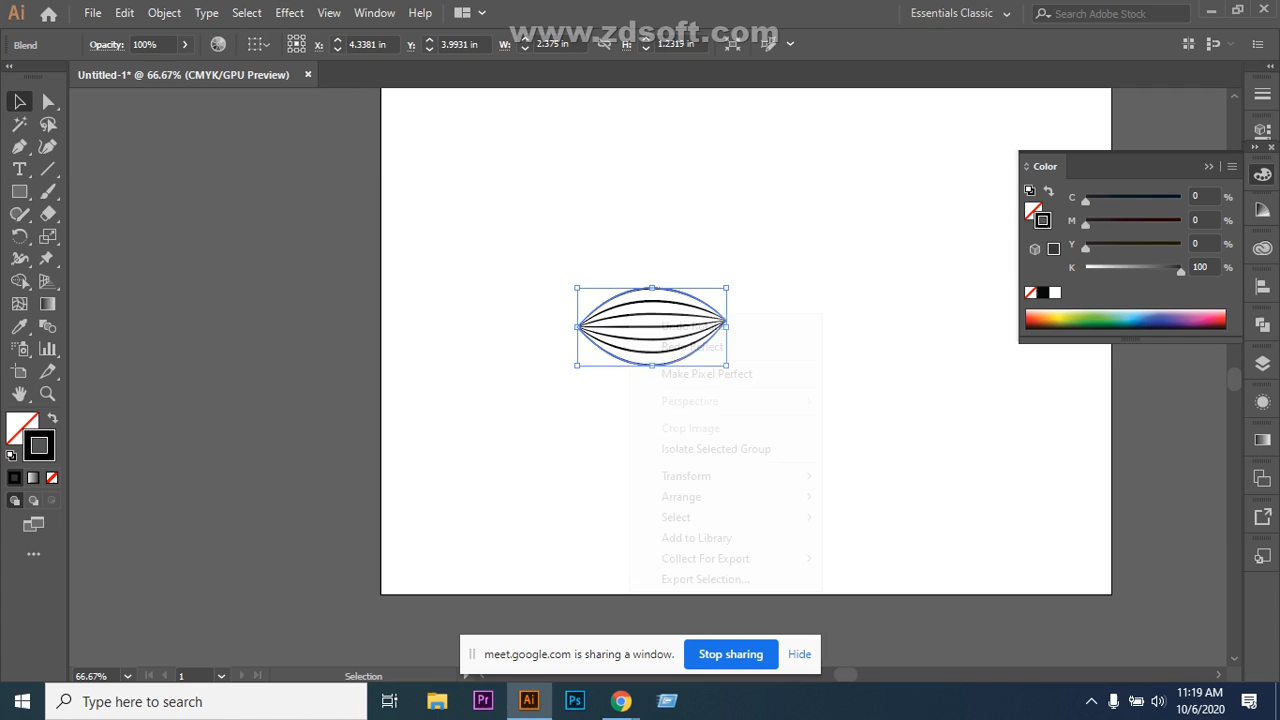 Ai File Edit Object Type Select Effect View Window Help Essentials Classic Search Adobe Stock
www.zdsoft.com
Blend Opacity: 100% X: 4.3381 in Y: 3.9931 in W: 2.375 in H: 1.2319 in
Untitled-1* @ 66.67% (CMYK/GPU Preview)
Color
C 0 %
M 0 %
Y 0 %
K 100 %
Make Pixel Perfect
Perspective
Crop Image
Isolate Selected Group
Transform
Arrange
Select
Add to Library
Collect For Export
Export Selection...
meet.google.com is sharing a window. Stop sharing Hide
66.67% 1 Selection
Type here to search Pr Ai Ps 11:19 AM
10/6/2020